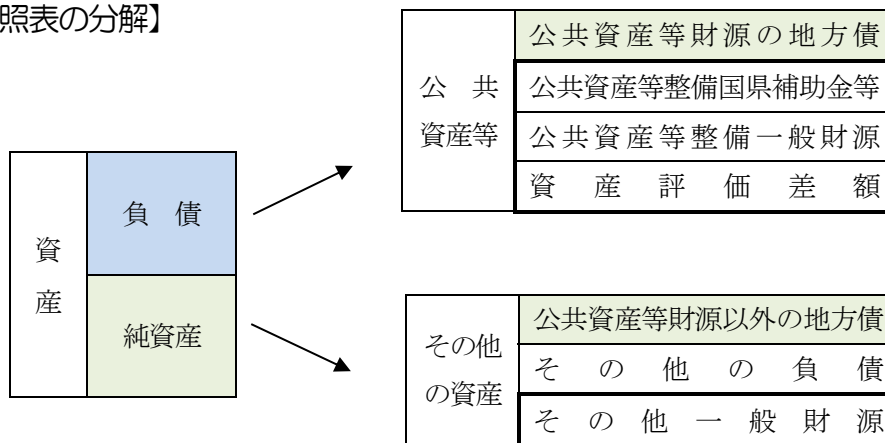 照表の分解】
公共資産等財源の地方債
公共
資産等
公共資産等整備国県補助金等
公共資産等整備一般財源
資産評価差額
資産
負債
純資産
その他
の資産
公共資産等財源以外の地方債
その他の負債
その他一般財源